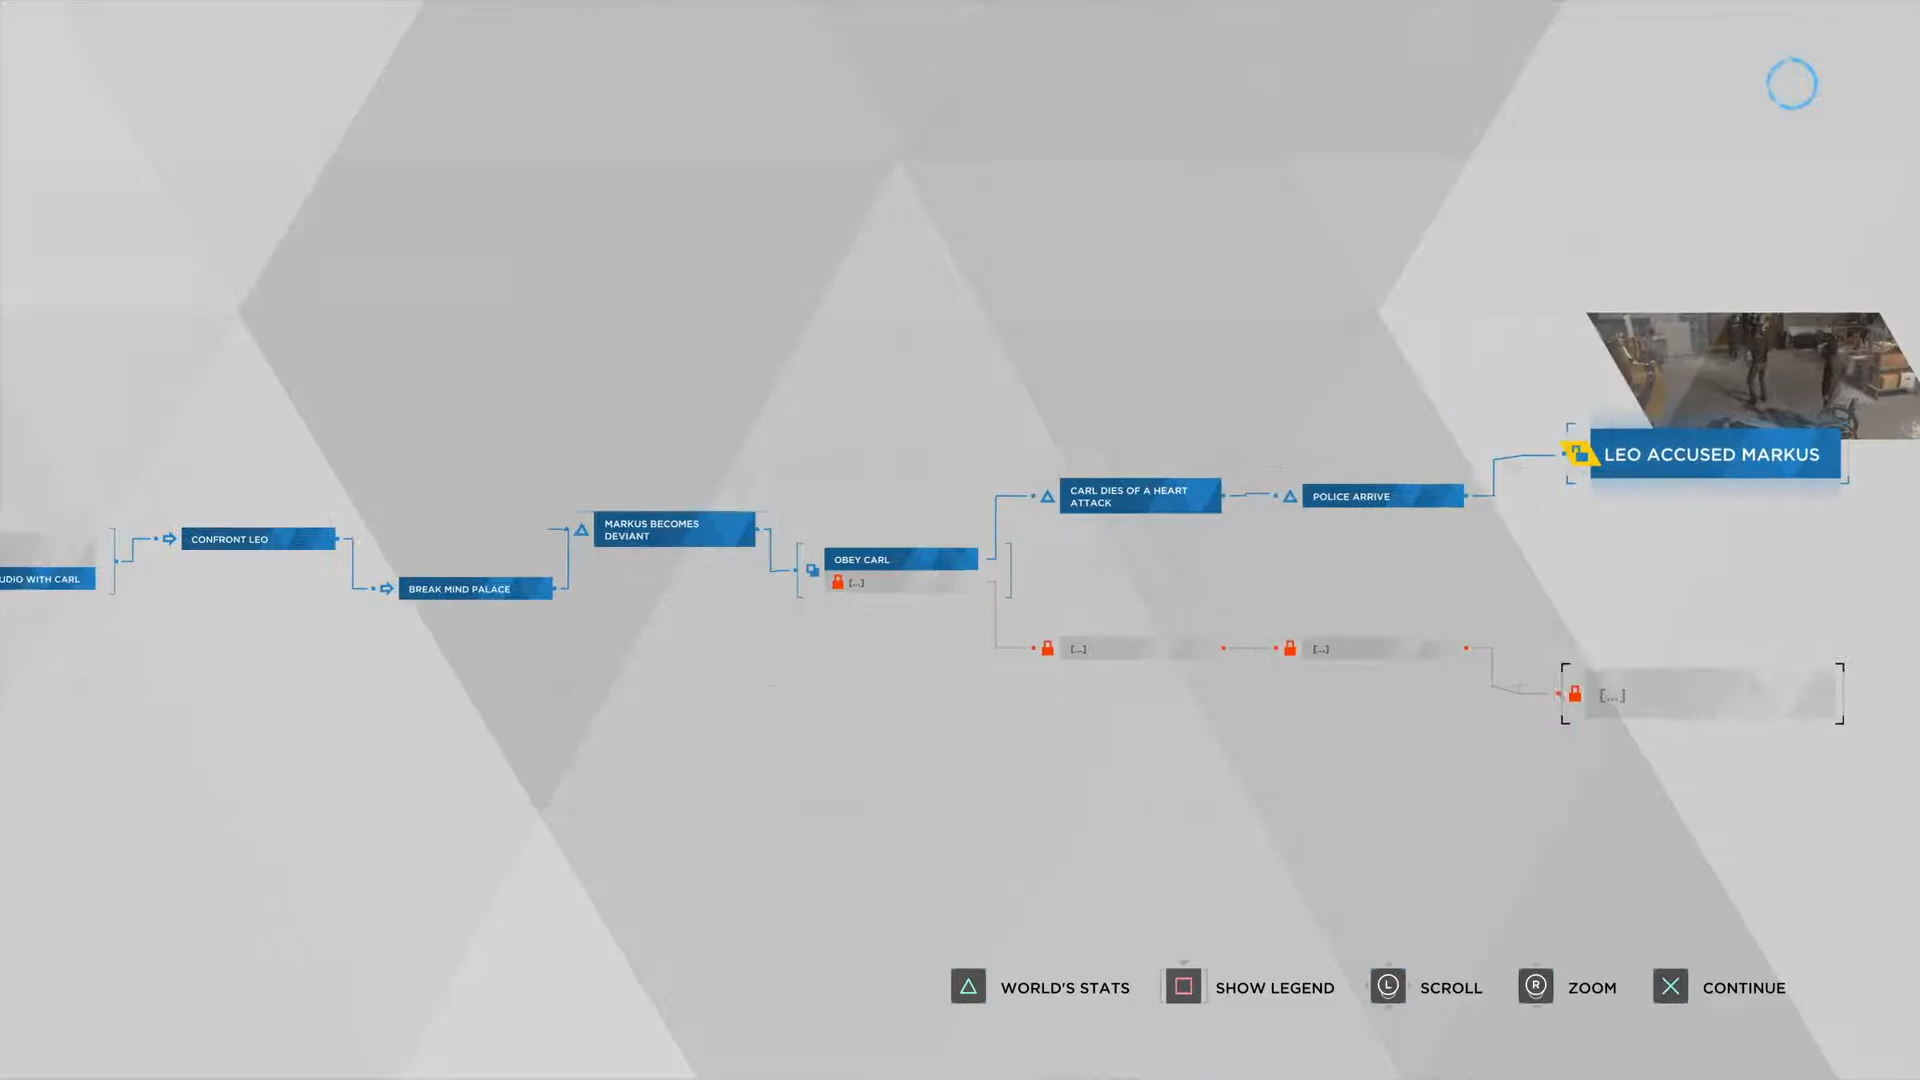 LEO ACCUSED MARKUS
CARL DIES OF A HEART
ATTACK
POLICE ARRIVE
MARKUS BECOMES
DEVIANT
CONFRONT LEO
OBEY CARL
[...]
UDIO WITH CARL
BREAK MIND PALACE
[...]
[...]
[...]
WORLD'S STATS
SHOW LEGEND
L
SCROLL
R
ZOOM
CONTINUE